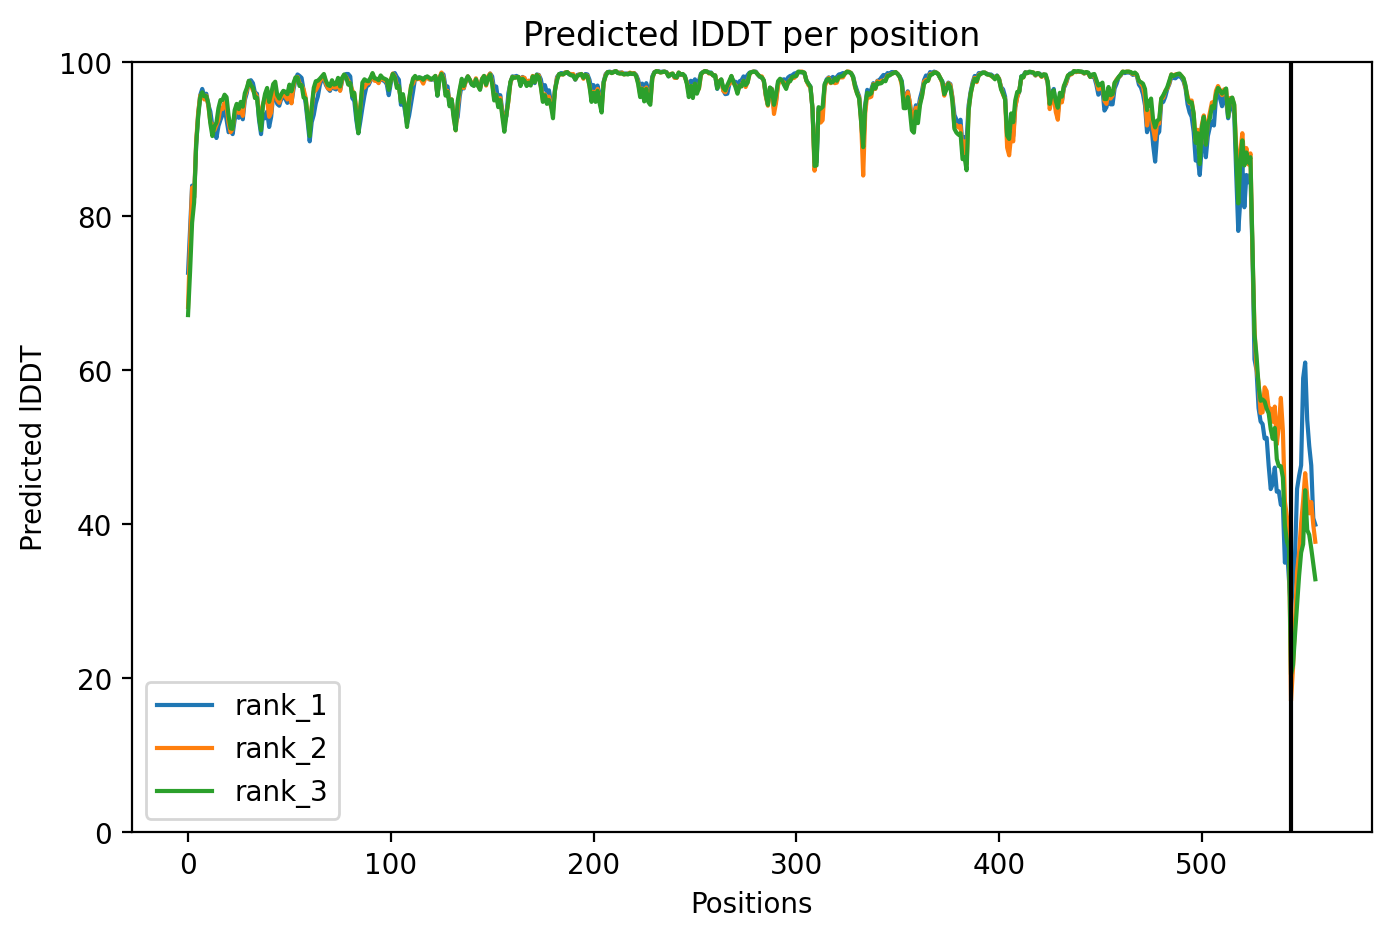 Predicted lDDT per position
Predicted lDDT
100
80
60
40
20
0
rank_1
rank_2
rank_3
0 100 200 300 400 500
Positions